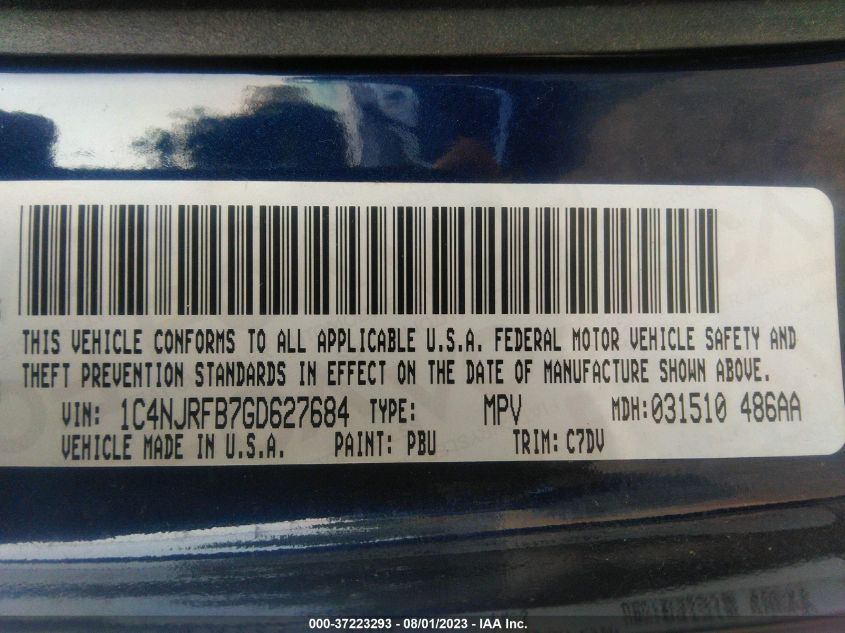 THIS VEHICLE CONFORMS TO ALL APPLICABLE U.S.A. FEDERAL MOTOR VEHICLE SAFETY AND
THEFT PREVENTION STANDARDS IN EFFECT ON THE DATE OF MANUFACTURE SHOWN ABOVE.
VIN: 1C4NJRFB7GD627684 TYPE: MPV MDH:031510 486AA
VEHICLE MADE IN U.S.A. PAINT: PBU TRIM: C7DV
000-37223293 - 08/01/2023 - IAA Inc.